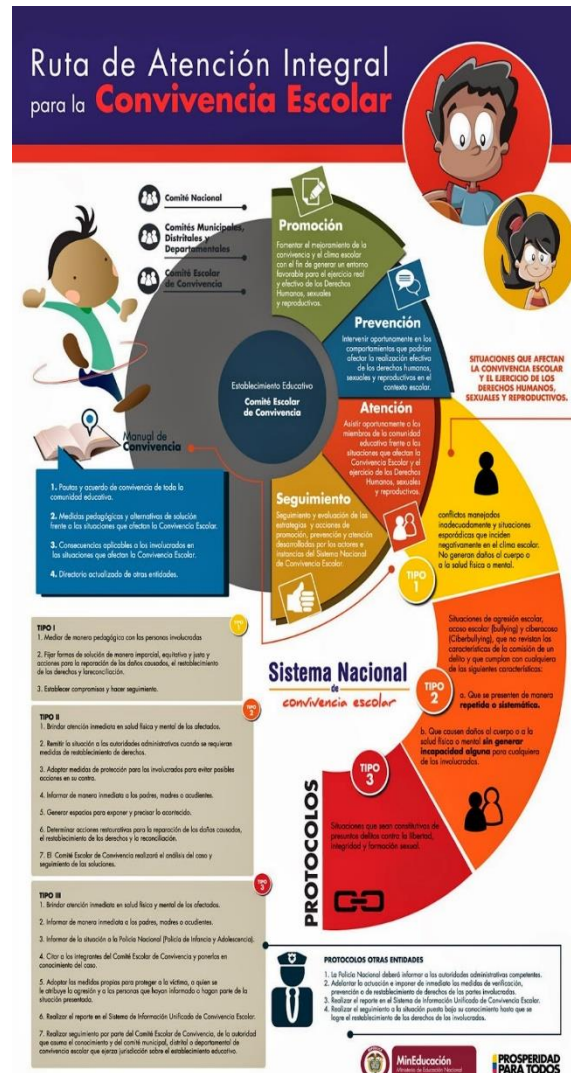 Ruta de Atención Integral
para la Convivencia Escolar
Comité Nacional
Comités Municipales,
Distritales y
Departamentales
Comité Escolar
de Convivencia
Promoción
Fomentar el mejoramiento de la
convivencia y el clima escolar
con el fin de generar un entorno
favorable para el ejercicio real
y efectivo de los Derechos
Humanos, sexuales
y reproductivos.
Prevención
Intervenir oportunamente en los
comportamientos que podrían
afectar la realización efectiva
de los derechos humanos,
sexuales y reproductivos en el
contexto escolar.
Establecimiento Educativo
Comité Escolar
de Convivencia
Atención
Asistir oportunamente a los
miembros de la comunidad
educativa frente a las
situaciones que afectan la
Convivencia Escolar y el
ejercicio de los Derechos
Humanos, sexuales
y reproductivos.
Seguimiento
Seguimiento y evaluación de las
estrategias y acciones de
promoción, prevención y atención
desarrolladas por los actores e
instancias del Sistema Nacional
de Convivencia Escolar.
SITUACIONES QUE AFECTAN
LA CONVIVENCIA ESCOLAR
Y EL EJERCICIO DE LOS
DERECHOS HUMANOS,
SEXUALES Y REPRODUCTIVOS.
Manual de
Convivencia
1. Pautas y acuerdo de convivencia de toda la
comunidad educativa.
2. Medidas pedagógicas y alternativas de solución
frente a las situaciones que afectan la Convivencia Escolar.
3. Consecuencias aplicables a los involucrados en
las situaciones que afectan la Convivencia Escolar.
4. Directorio actualizado de otras entidades.
TIPO
1
conflictos manejados
inadecuadamente y situaciones
esporádicas que inciden
negativamente en el clima escolar.
No generan daños al cuerpo o
a la salud física o mental.
TIPO
2
Situaciones de agresión escolar,
acoso escolar (bullying) y ciberacoso
(Ciberbullying), que no revistan las
características de la comisión de un
delito y que cumplan con cualquiera
de las siguientes características:
a. Que se presenten de manera
repetida o sistemática.
b. Que causen daños al cuerpo o a la
salud física o mental sin generar
incapacidad alguna para cualquiera
de los involucrados.
TIPO
3
Situaciones que sean constitutivas de
presuntos delitos contra la libertad,
integridad y formación sexual.
PROTOCOLOS
Sistema Nacional
de
convivencia escolar
TIPO I
1. Mediar de manera pedagógica con las personas involucradas
2. Fijar formas de solución de manera imparcial, equitativa y justa y
acciones para la reparación de los daños causados, el restablecimiento
de los derechos y lareconciliación.
3. Establecer compromisos y hacer seguimiento.
TIPO
2
TIPO II
1. Brindar atención inmediata en salud física y mental de los afectados.
2. Remitir la situación a las autoridades administrativas cuando se requieran
medidas de restablecimiento de derechos.
3. Adoptar medidas de protección para los involucrados para evitar posibles
acciones en su contra.
4. Informar de manera inmediata a los padres, madres o acudientes.
5. Generar espacios para exponer y precisar lo acontecido.
6. Determinar acciones restaurativas para la reparación de los daños causados,
el restablecimiento de los derechos y la reconciliación.
7. El Comité Escolar de Convivencia realizará el análisis del caso y
seguimiento de las soluciones.
TIPO
3
TIPO III
1. Brindar atención inmediata en salud física y mental de los afectados.
2. Informar de manera inmediata a los padres, madres o acudientes.
3. Informar de la situación a la Policía Nacional (Policía de Infancia y Adolescencia).
4. Citar a los integrantes del Comité Escolar de Convivencia y ponerlos en
conocimiento del caso.
5. Adoptar las medidas propias para proteger a la víctima, a quien se
le atribuye la agresión y a las personas que hayan informado o hagan parte de la
situación presentada.
6. Realizar el reporte en el Sistema de Información Unificado de Convivencia Escolar.
7. Realizar seguimiento por parte del Comité Escolar de Convivencia, de la autoridad
que asuma el conocimiento y del comité municipal, distrital o departamental de
convivencia escolar que ejerza jurisdicción sobre el establecimiento educativo.
PROTOCOLOS OTRAS ENTIDADES
1. La Policía Nacional deberá informar a las autoridades administrativas competentes.
2. Adelantar la actuación e imponer de inmediato las medidas de verificación,
prevención o de restablecimiento de derechos de las partes involucradas.
3. Realizar el reporte en el Sistema de Información Unificado de Convivencia Escolar.
4. Realizar el seguimiento a la situación puesta bajo su conocimiento hasta que se
logre el restablecimiento de los derechos de los involucrados.
MinEducación
Ministerio de Educación Nacional
PROSPERIDAD
PARA TODOS